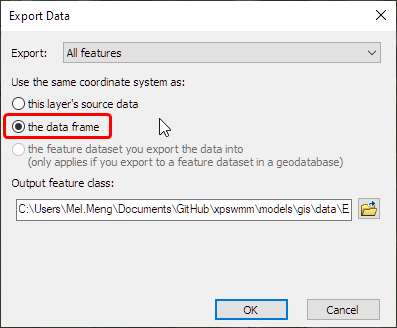 Export Data
Export: All features
Use the same coordinate system as:
this layer's source data
the data frame
the feature dataset you export the data into
(only applies if you export to a feature dataset in a geodatabase)
Output feature class:
C:\Users\Mel.Meng\Documents\GitHub\xpswmm\models\gis\data\E
OK Cancel